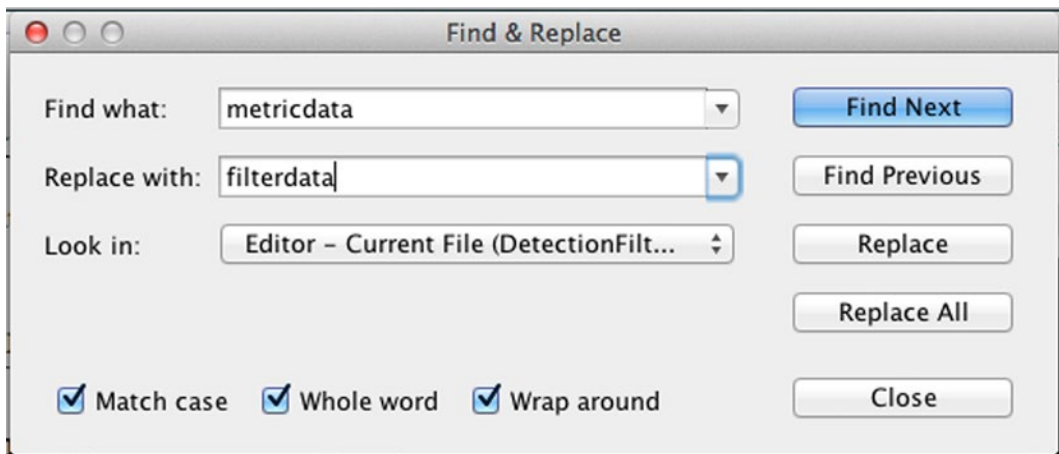 Find & Replace
Find what: metricdata Find Next
Replace with: filterdata Find Previous
Look in: Editor – Current File (DetectionFilt... Replace
Replace All
Match case Whole word Wrap around Close